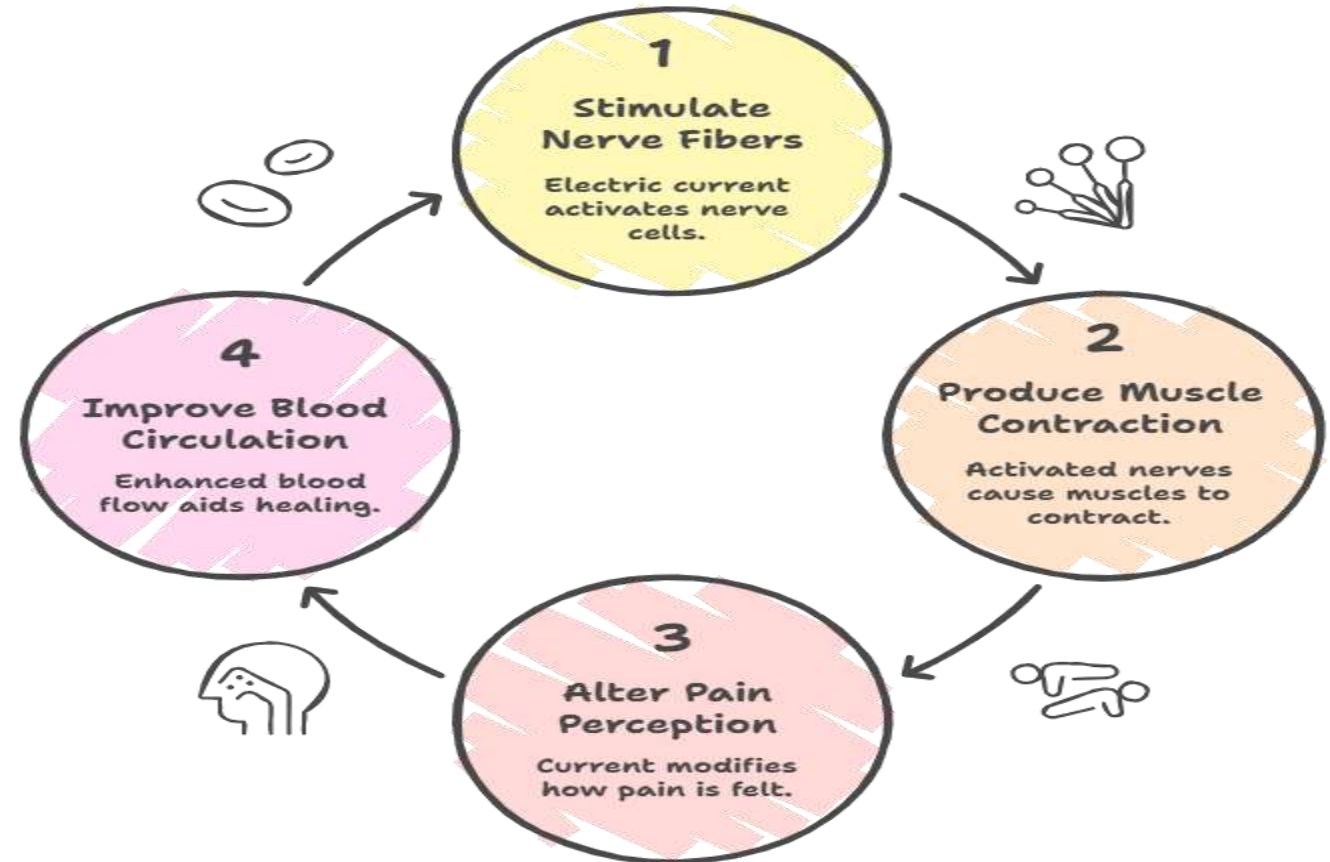 1
Stimulate
Nerve Fibers
Electric current
activates nerve
cells.
2
Produce Muscle
Contraction
Activated nerves
cause muscles to
contract.
3
Alter Pain
Perception
Current modifies
how pain is felt.
4
Improve Blood
Circulation
Enhanced blood
flow aids healing.